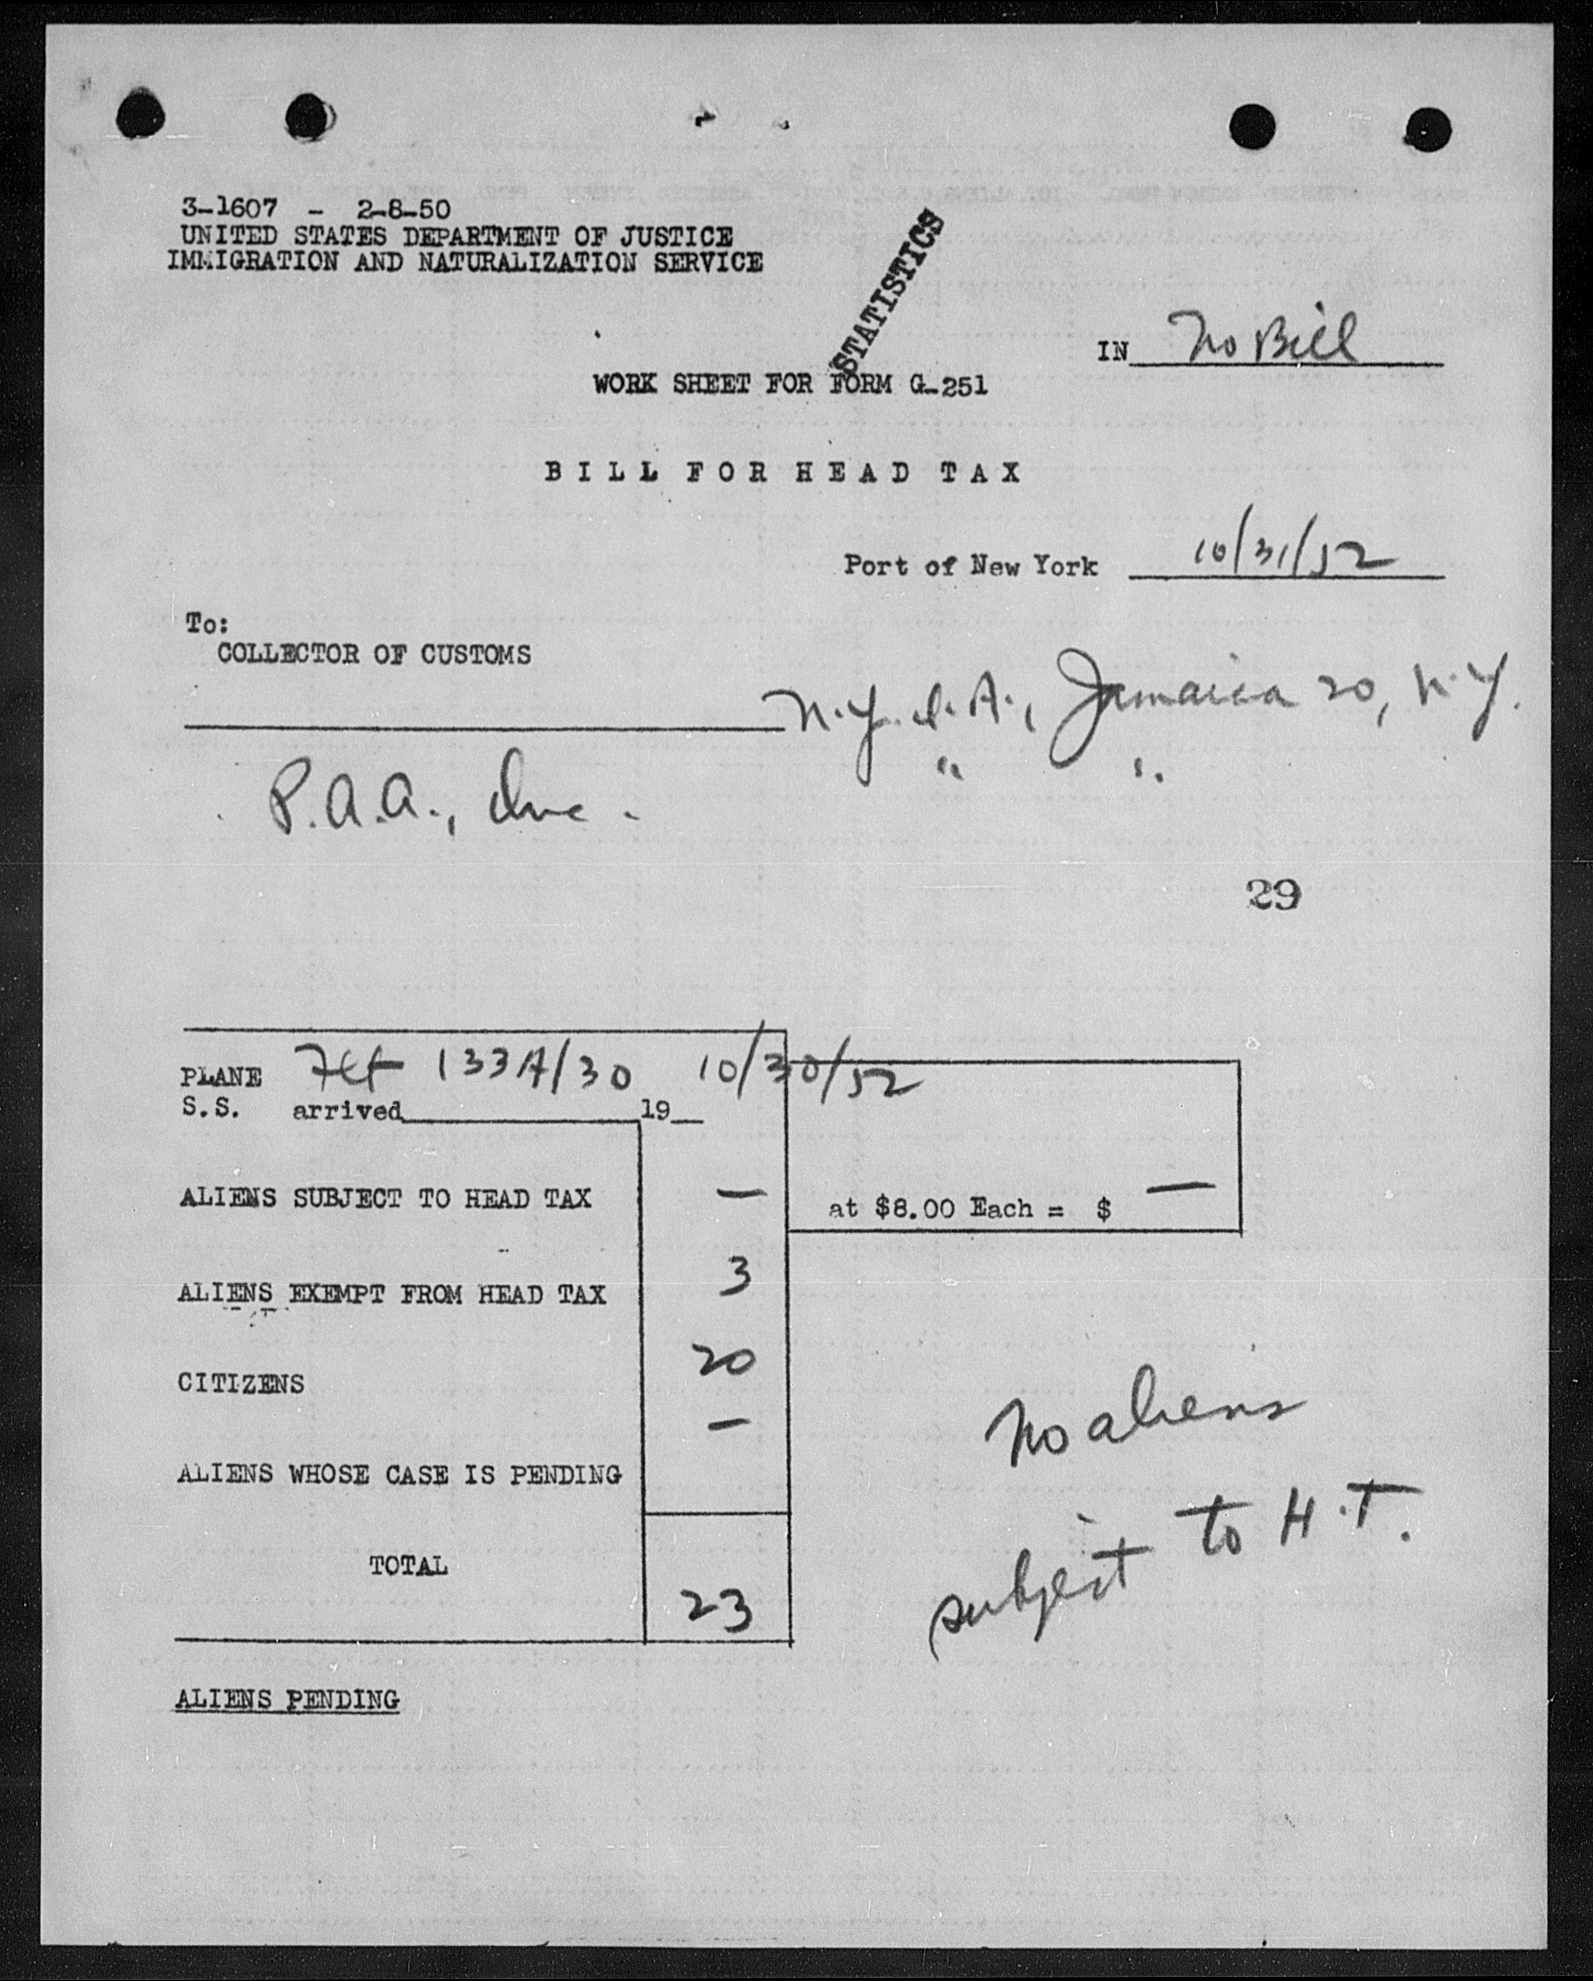 3-1607 - 2-8-50
UNITED STATES DEPARTMENT OF JUSTICE
IMMIGRATION AND NATURALIZATION SERVICE
STATISTICS
IN No Bill
WORK SHEET FOR FORM G-251
BILL FOR HEAD TAX
Port of New York 10/31/52
To:
COLLECTOR OF CUSTOMS
N.Y.I.A., Jamaica 20, N.Y.
P.A.A., Inc. " "
29
PLANE Flt 133A/30 10/30/52
S.S. arrived 19
ALIENS SUBJECT TO HEAD TAX — at $8.00 Each = $ —
ALIENS EXEMPT FROM HEAD TAX 3
CITIZENS 20
ALIENS WHOSE CASE IS PENDING —
No aliens
subject to H.T.
TOTAL 23
ALIENS PENDING